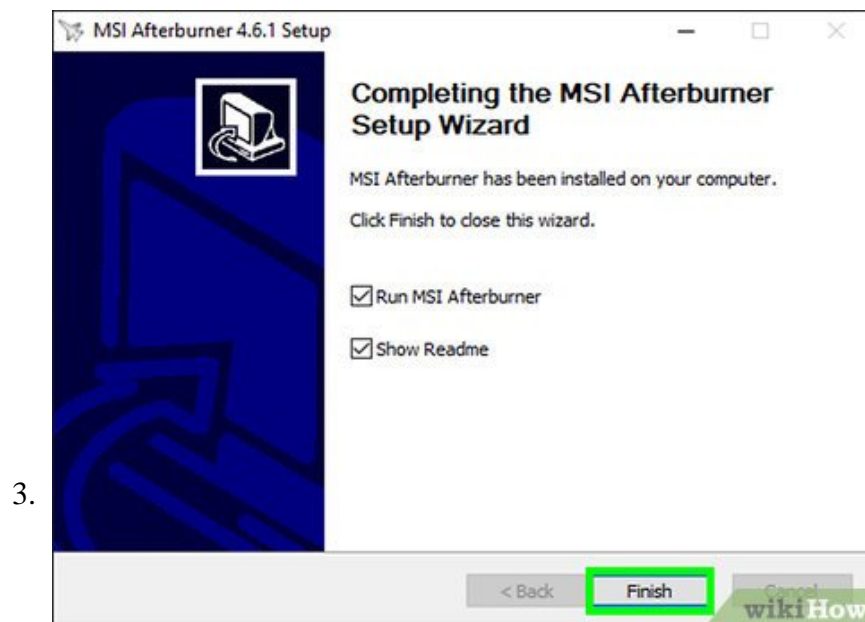 MSI Afterburner 4.6.1 Setup
Completing the MSI Afterburner
Setup Wizard
MSI Afterburner has been installed on your computer.
Click Finish to close this wizard.
Run MSI Afterburner
Show Readme
3.
< Back Finish Cancel
wikiHow